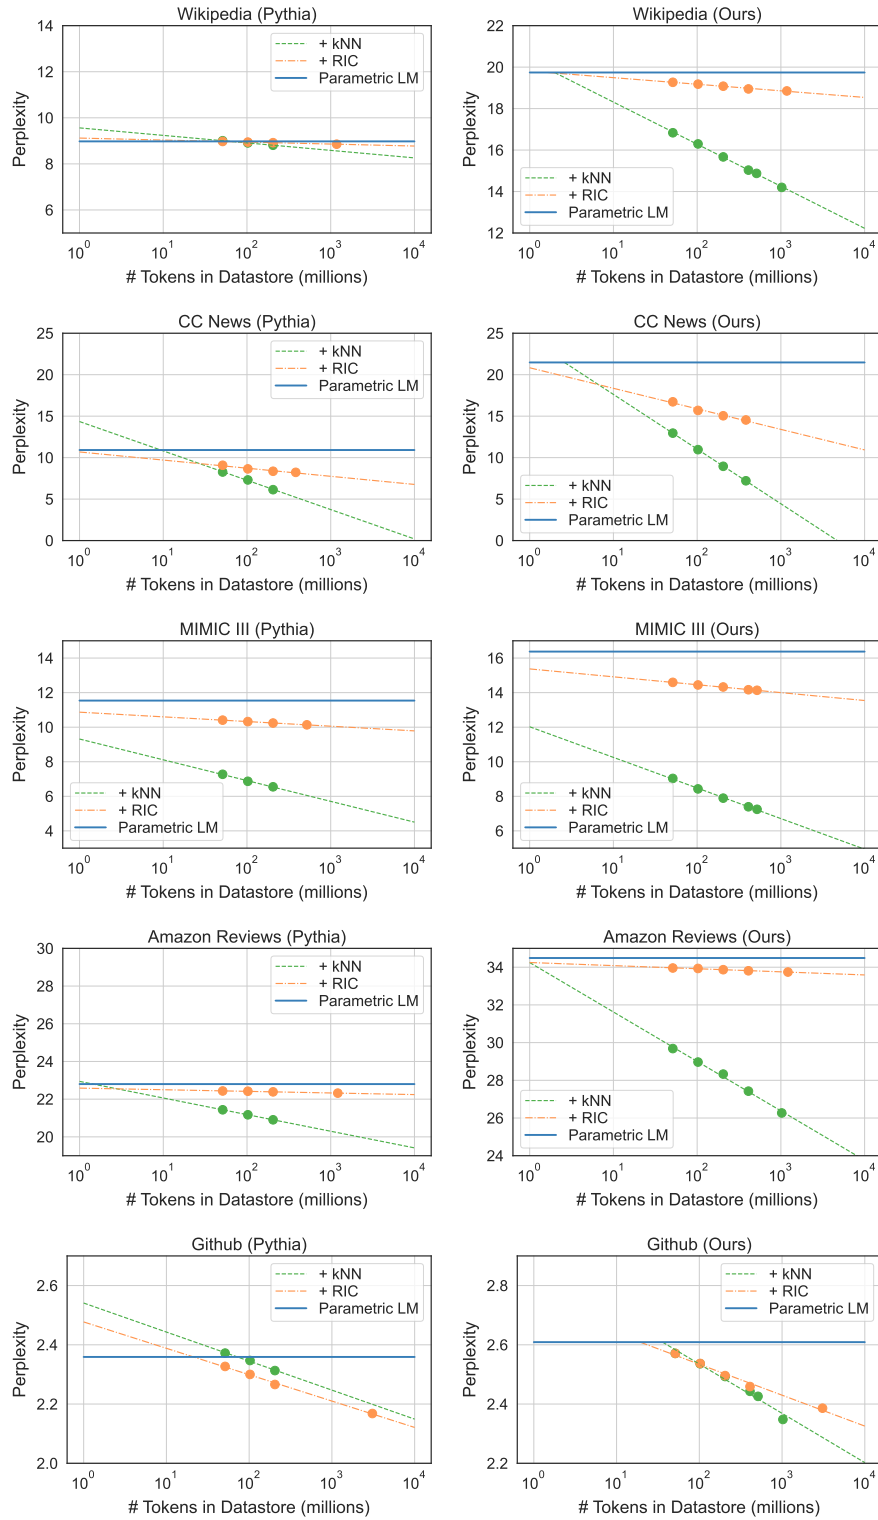 Wikipedia (Pythia)
14
12
10
8
6
Perplexity
+ kNN
+ RIC
Parametric LM
10^0 10^1 10^2 10^3 10^4
# Tokens in Datastore (millions)
Wikipedia (Ours)
22
20
18
16
14
12
Perplexity
+ kNN
+ RIC
Parametric LM
10^0 10^1 10^2 10^3 10^4
# Tokens in Datastore (millions)
CC News (Pythia)
25
20
15
10
5
0
Perplexity
+ kNN
+ RIC
Parametric LM
10^0 10^1 10^2 10^3 10^4
# Tokens in Datastore (millions)
CC News (Ours)
25
20
15
10
5
0
Perplexity
+ kNN
+ RIC
Parametric LM
10^0 10^1 10^2 10^3 10^4
# Tokens in Datastore (millions)
MIMIC III (Pythia)
14
12
10
8
6
4
Perplexity
+ kNN
+ RIC
Parametric LM
10^0 10^1 10^2 10^3 10^4
# Tokens in Datastore (millions)
MIMIC III (Ours)
16
14
12
10
8
6
Perplexity
+ kNN
+ RIC
Parametric LM
10^0 10^1 10^2 10^3 10^4
# Tokens in Datastore (millions)
Amazon Reviews (Pythia)
30
28
26
24
22
20
Perplexity
+ kNN
+ RIC
Parametric LM
10^0 10^1 10^2 10^3 10^4
# Tokens in Datastore (millions)
Amazon Reviews (Ours)
34
32
30
28
26
24
Perplexity
+ kNN
+ RIC
Parametric LM
10^0 10^1 10^2 10^3 10^4
# Tokens in Datastore (millions)
Github (Pythia)
2.6
2.4
2.2
2.0
Perplexity
+ kNN
+ RIC
Parametric LM
10^0 10^1 10^2 10^3 10^4
# Tokens in Datastore (millions)
Github (Ours)
2.8
2.6
2.4
2.2
Perplexity
+ kNN
+ RIC
Parametric LM
10^0 10^1 10^2 10^3 10^4
# Tokens in Datastore (millions)